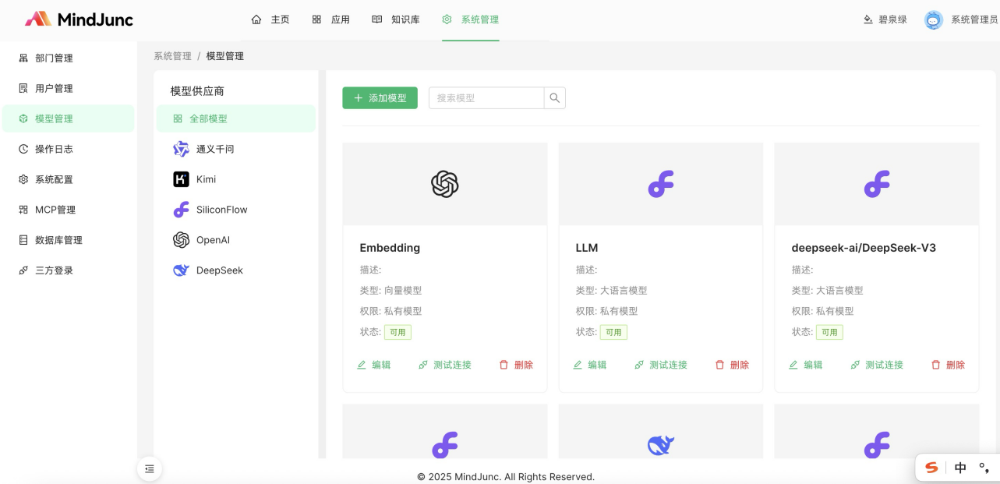 MindJunc
主页 应用 知识库 系统管理
碧泉绿 系统管理员
部门管理
用户管理
模型管理
操作日志
系统配置
MCP管理
数据库管理
三方登录
系统管理 / 模型管理
模型供应商
全部模型
通义千问
Kimi
SiliconFlow
OpenAI
DeepSeek
+ 添加模型 搜索模型
Embedding
描述:
类型: 向量模型
权限: 私有模型
状态: 可用
编辑 测试连接 删除
LLM
描述:
类型: 大语言模型
权限: 私有模型
状态: 可用
编辑 测试连接 删除
deepseek-ai/DeepSeek-V3
描述:
类型: 大语言模型
权限: 私有模型
状态: 可用
编辑 测试连接 删除
© 2025 MindJunc. All Rights Reserved.
中 °,